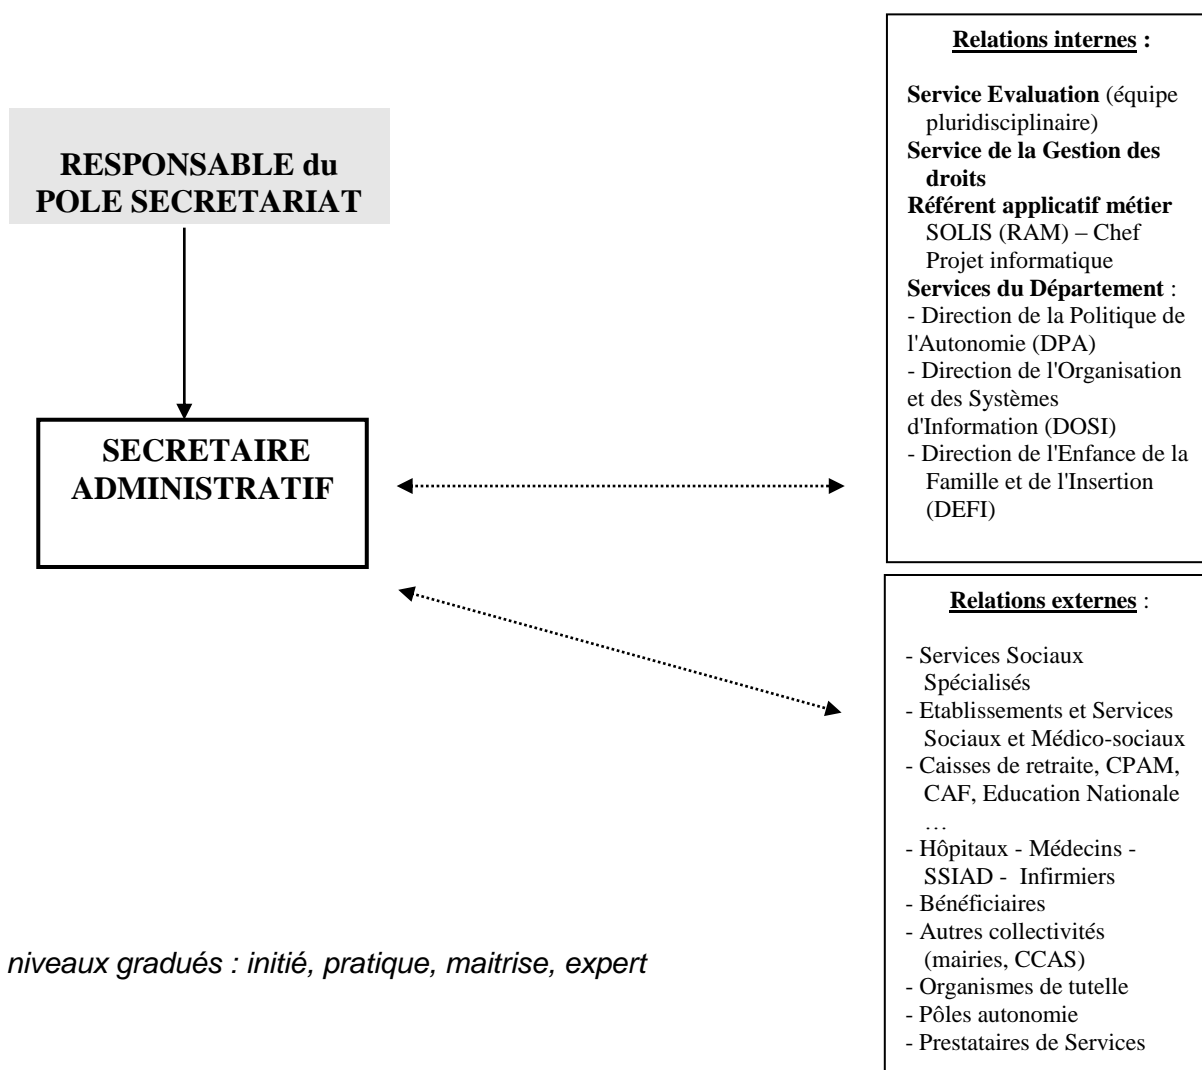 RESPONSABLE du
POLE SECRETARIAT
SECRETAIRE
ADMINISTRATIF
Relations internes :
Service Evaluation (équipe
pluridisciplinaire)
Service de la Gestion des
droits
Référent applicatif métier
SOLIS (RAM) – Chef
Projet informatique
Services du Département :
- Direction de la Politique de
l'Autonomie (DPA)
- Direction de l'Organisation
et des Systèmes
d'Information (DOSI)
- Direction de l'Enfance de la
Famille et de l'Insertion
(DEFI)
Relations externes :
- Services Sociaux
Spécialisés
- Etablissements et Services
Sociaux et Médico-sociaux
- Caisses de retraite, CPAM,
CAF, Education Nationale
…
- Hôpitaux - Médecins -
SSIAD - Infirmiers
- Bénéficiaires
- Autres collectivités
(mairies, CCAS)
- Organismes de tutelle
- Pôles autonomie
- Prestataires de Services
niveaux gradués : initié, pratique, maitrise, expert